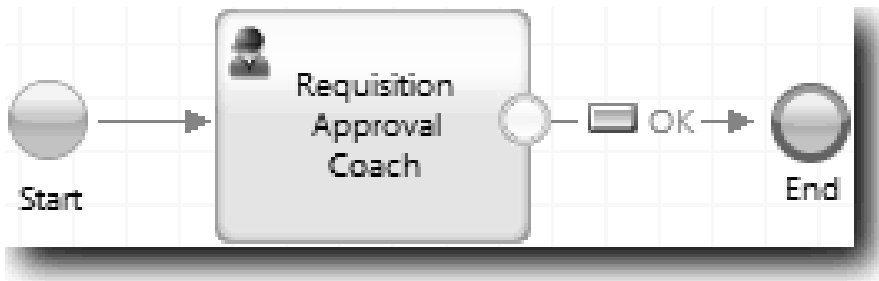 Requisition
Approval
Coach
OK
Start
End